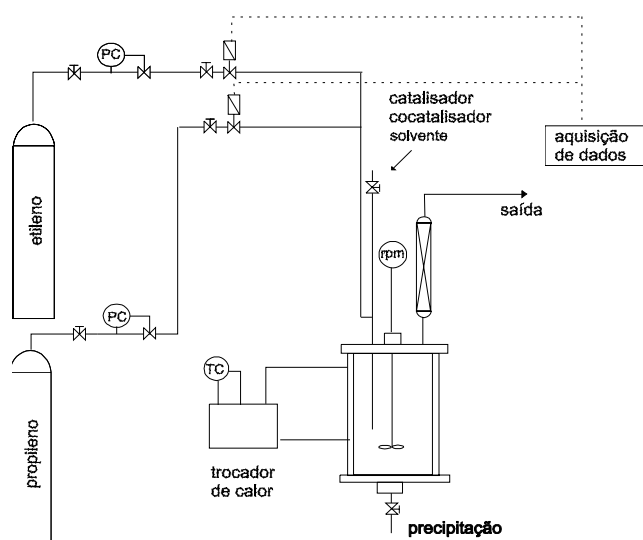 PC
catalisador
cocatalisador
solvente
aquisição
de dados
saída
etileno
rpm
PC
TC
propileno
trocador
de calor
precipitação